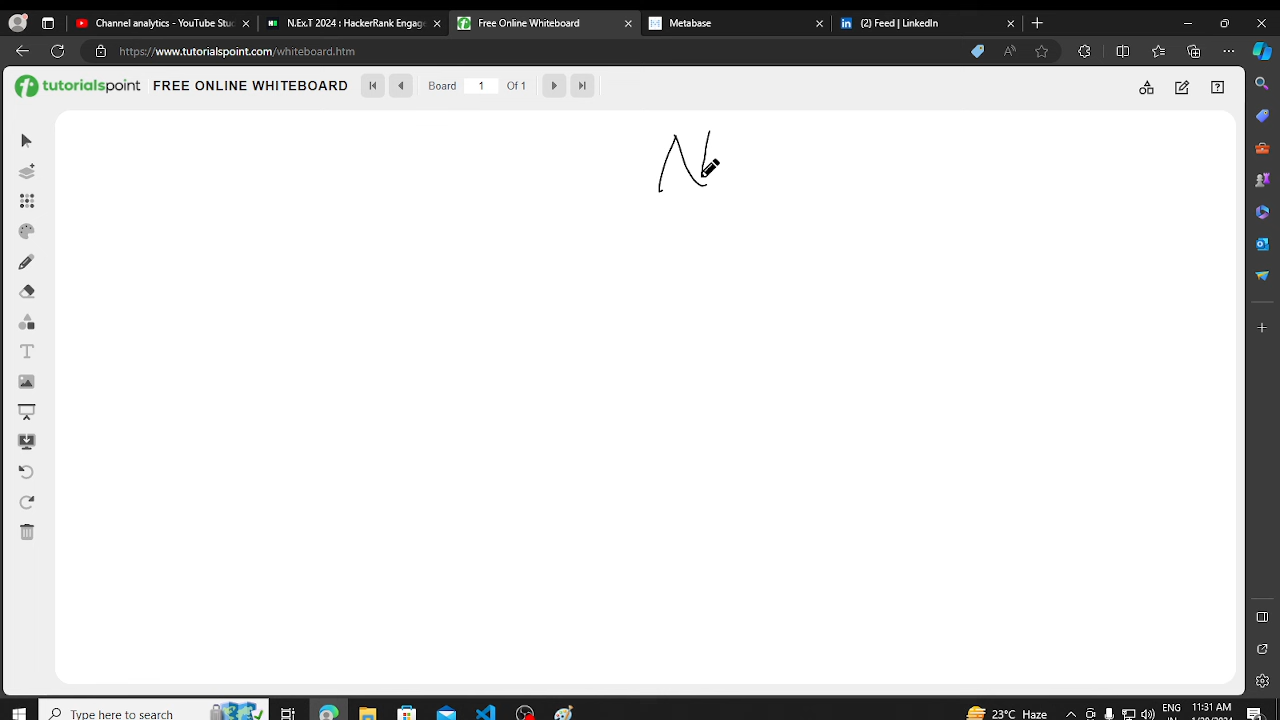 Channel analytics - YouTube Stu
N.Ex.T 2024 : HackerRank Engage
Free Online Whiteboard
Metabase
(2) Feed | LinkedIn
https://www.tutorialspoint.com/whiteboard.htm
tutorialspoint FREE ONLINE WHITEBOARD Board 1 Of 1
N
Type here to search
23°C Haze
ENG
11:31 AM